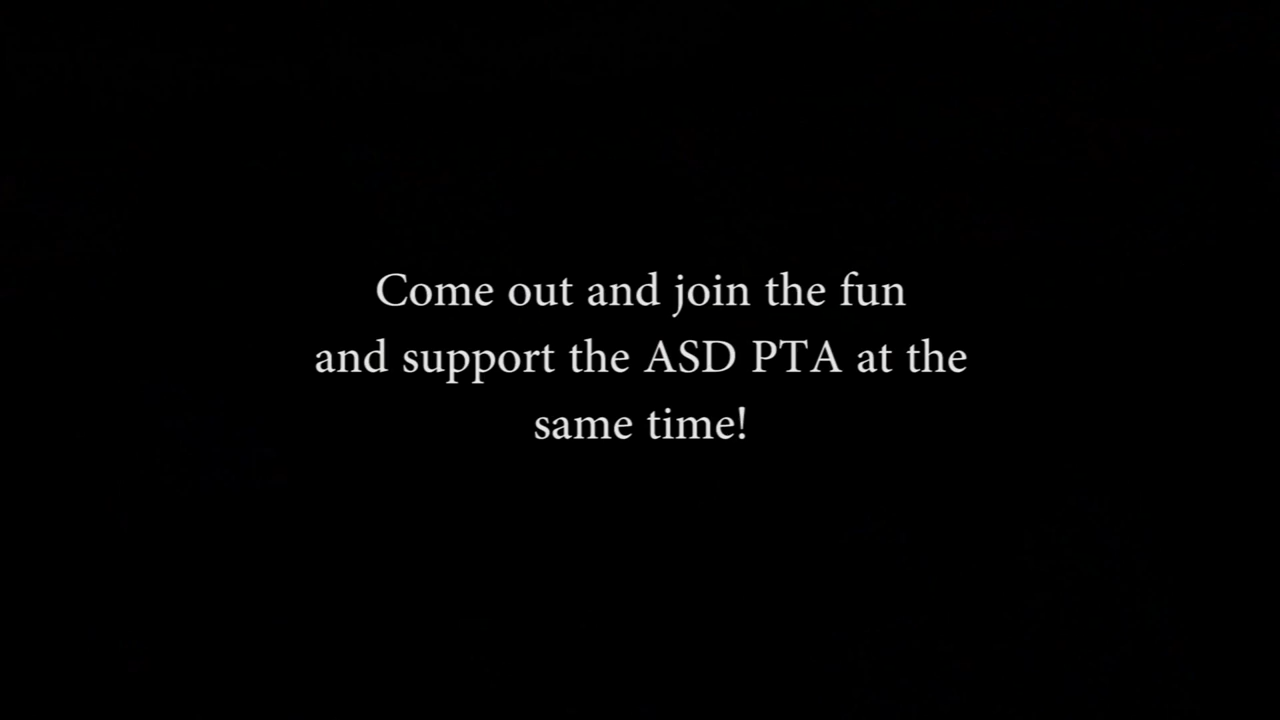 Come out and join the fun
and support the ASD PTA at the
same time!